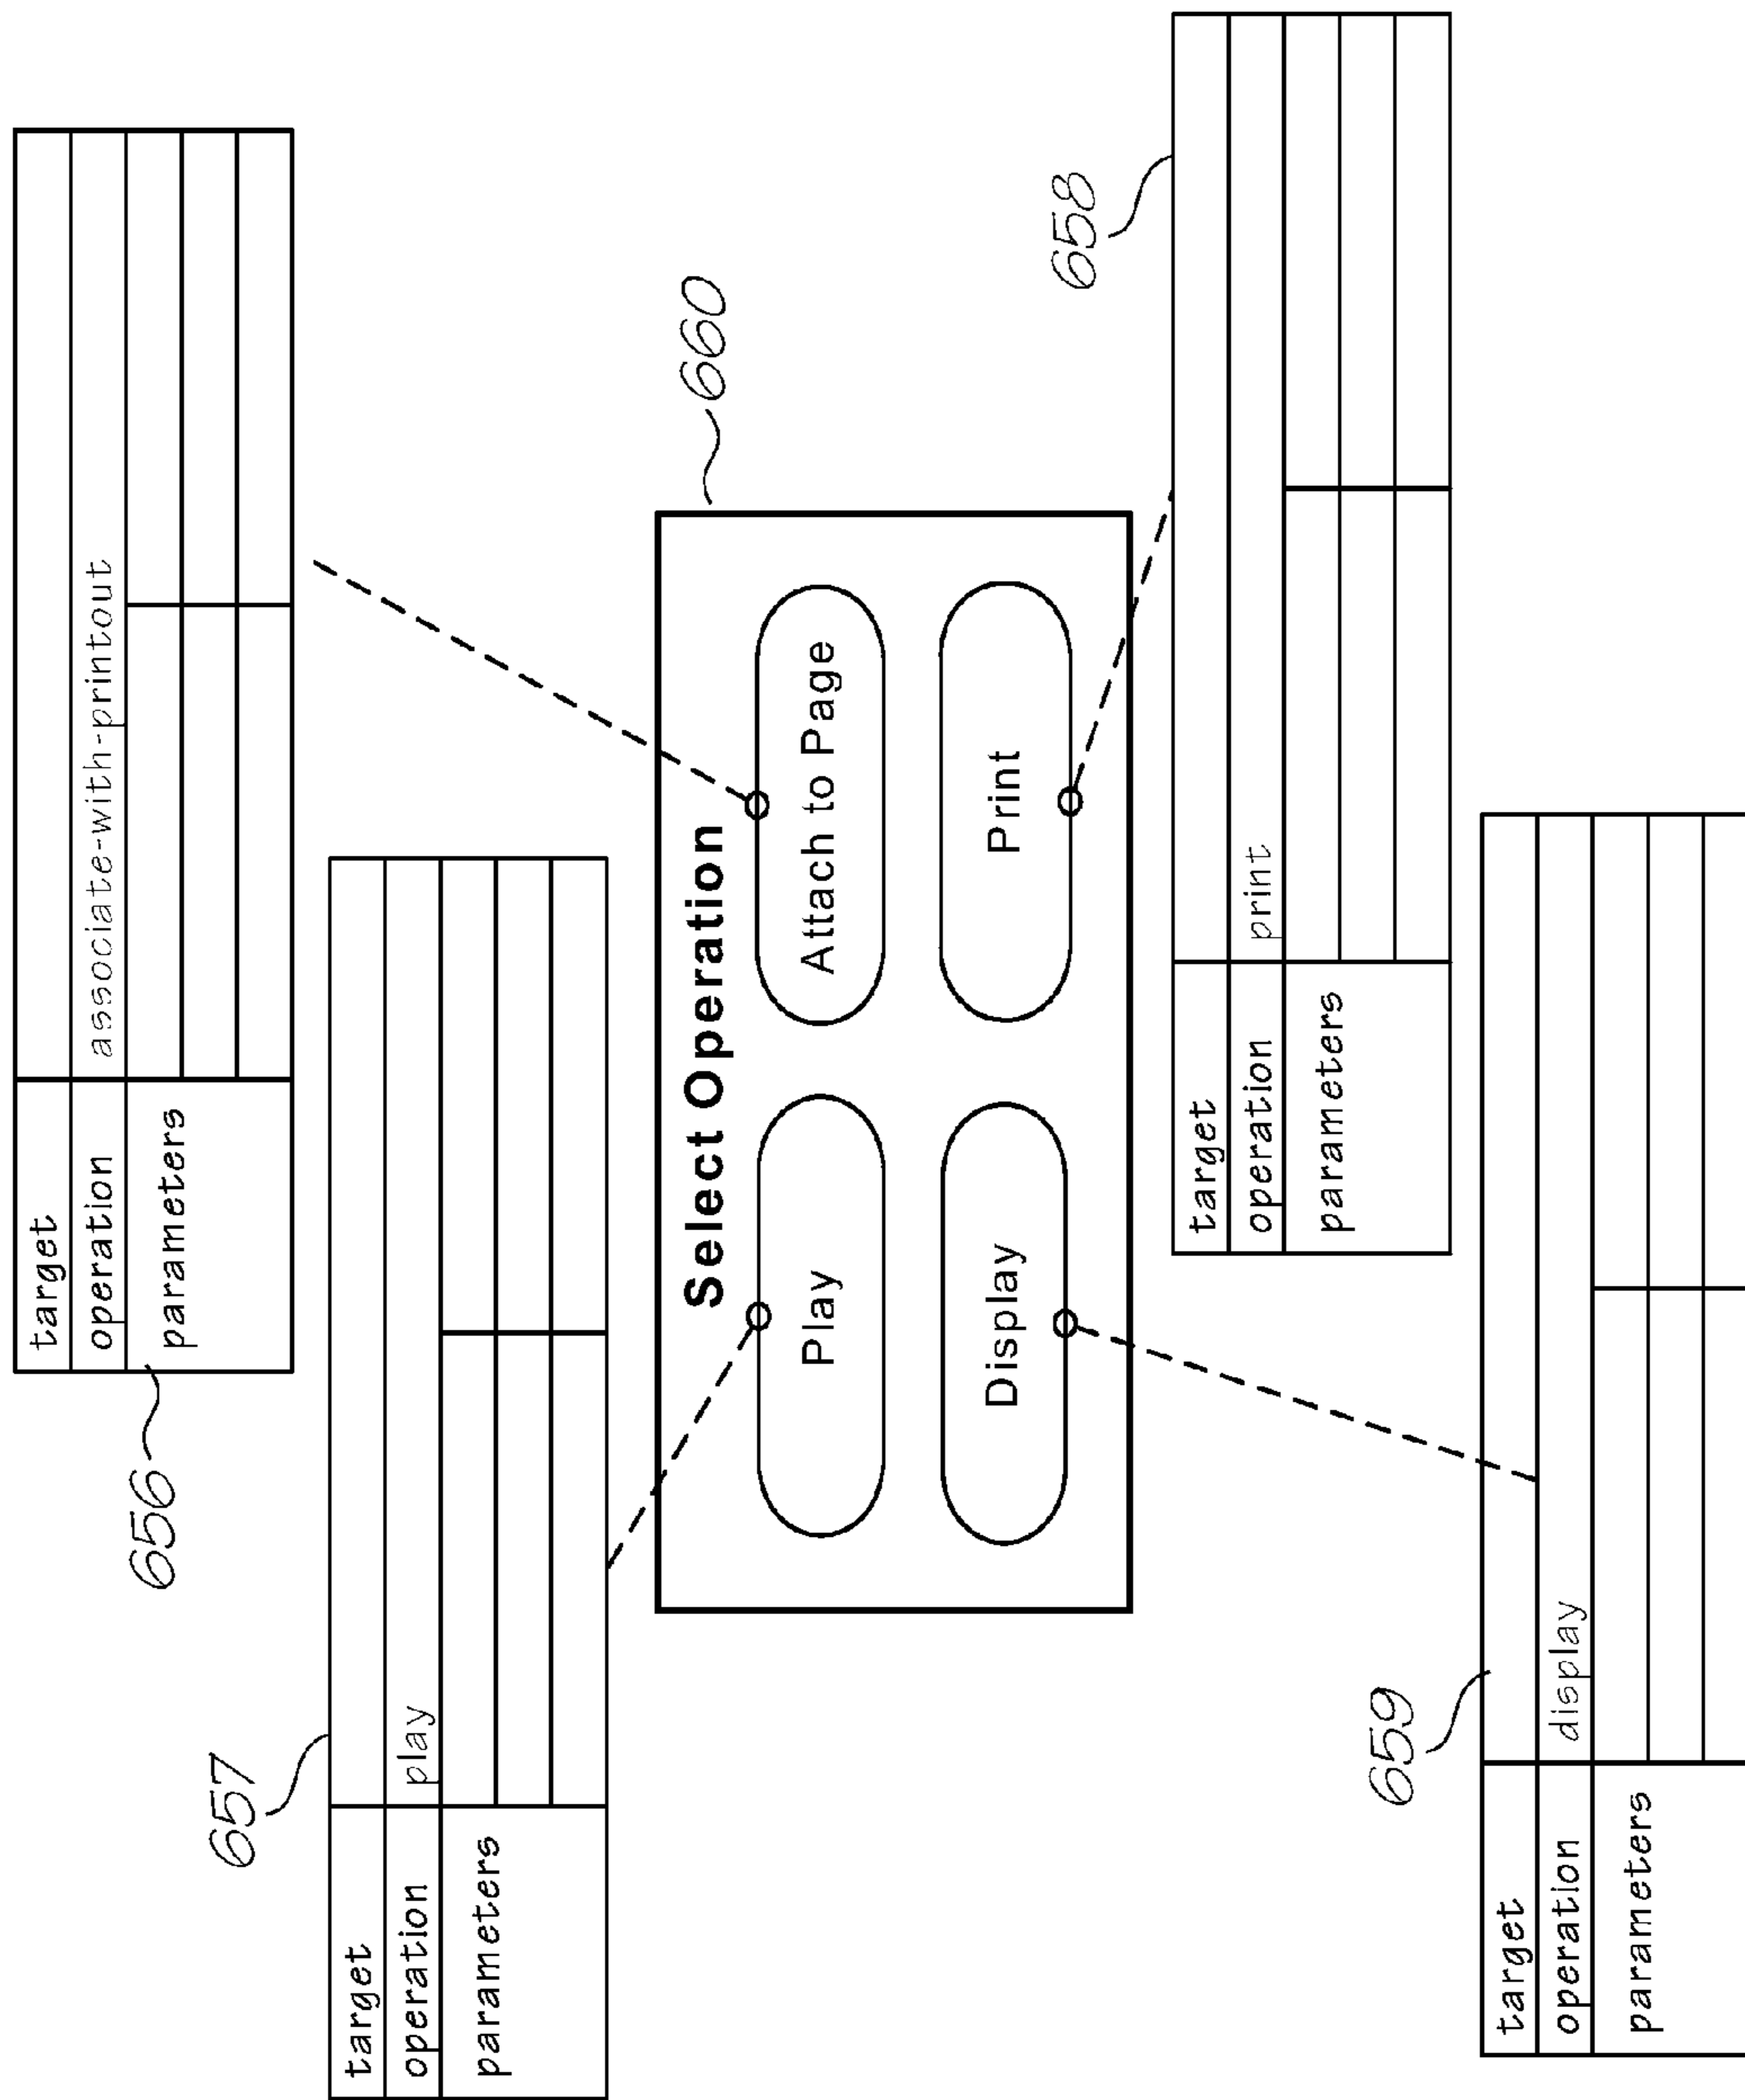 target
operation associate-with-printout
parameters
656
657
target
operation play
parameters
660
Select Operation
Play Attach to Page
Display Print
658
target
operation print
parameters
659
target
operation display
parameters